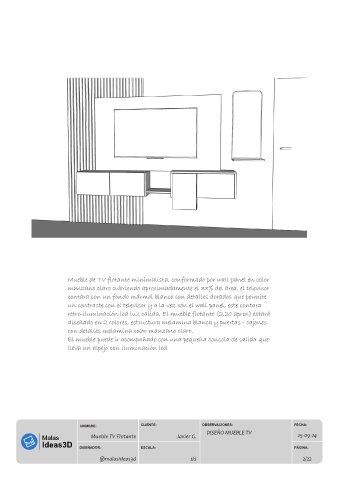 Mueble de TV flotante minimalista, conformado por wall panel en color
manzano claro cubriendo aproximadamente el 20% del área, el televisor
contara con un fondo mármol blanco con detalles dorados que permite
un contraste con el televisor y a la vez con el wall panel, este contara
retro-iluminación led luz calida. El mueble flotante (2,20 aprox) estará
diseñado en 2 colores, estructura melamina blanca y puertas - cajones
con detalles melamina color manzano claro.
El mueble puede ir acompañado con una pequeña consola de salida que
lleva un espejo con iluminación led
Malas
Ideas3D
NOMBRE:
Mueble TV Flotante
CLIENTE:
Junior G.
OBSERVACIONES:
DISEÑO MUEBLE TV
FECHA:
25-09-24
DISEÑADOR:
@malasideas3d
ESCALA:
1:1
PÁGINA:
2/22